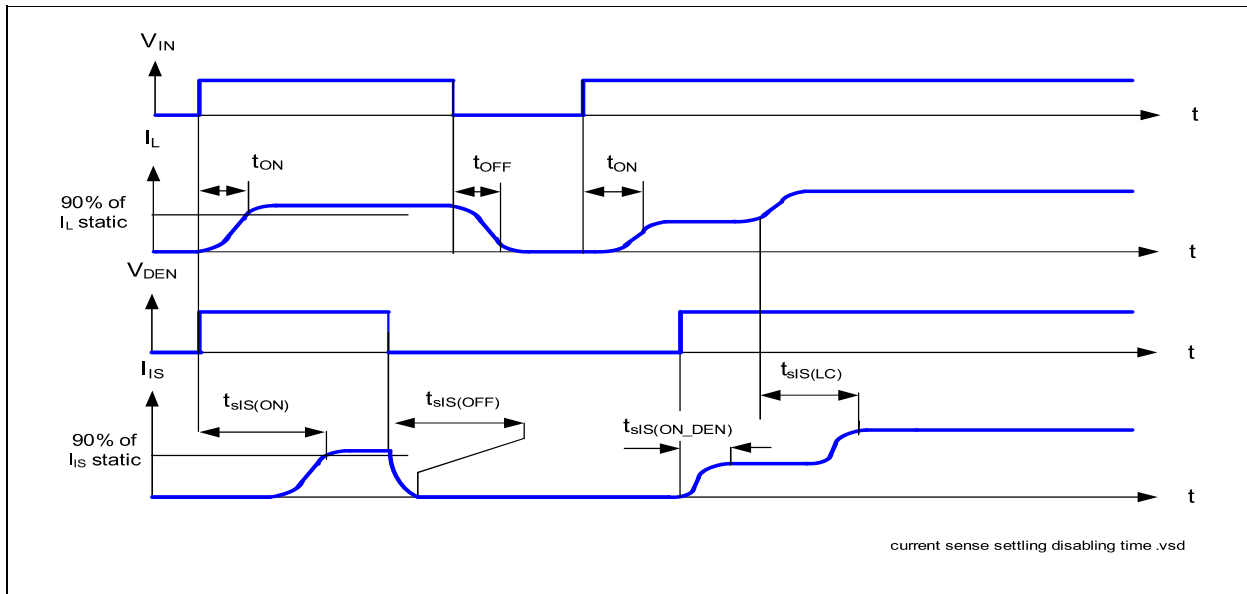 VIN
t
IL
tON
tOFF
tON
90% of
IL static
t
VDEN
t
IIS
tsIS(ON)
tsIS(OFF)
tsIS(LC)
tsIS(ON_DEN)
90% of
IIS static
t
current sense settling disabling time .vsd